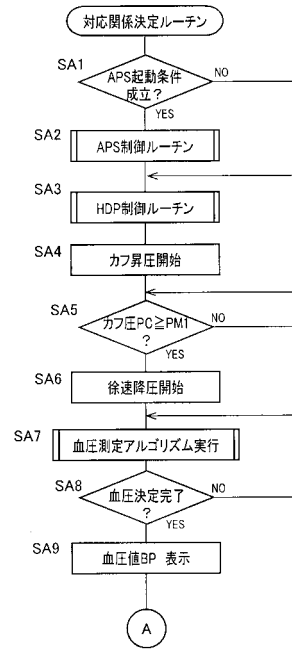 対応関係決定ルーチン
SA1
APS起動条件
成立?
NO
YES
SA2
APS制御ルーチン
SA3
HDP制御ルーチン
SA4
カフ昇圧開始
SA5
カフ圧PC≧PM1
?
NO
YES
SA6
徐速降圧開始
SA7
血圧測定アルゴリズム実行
SA8
血圧決定完了
?
NO
YES
SA9
血圧値BP 表示
A